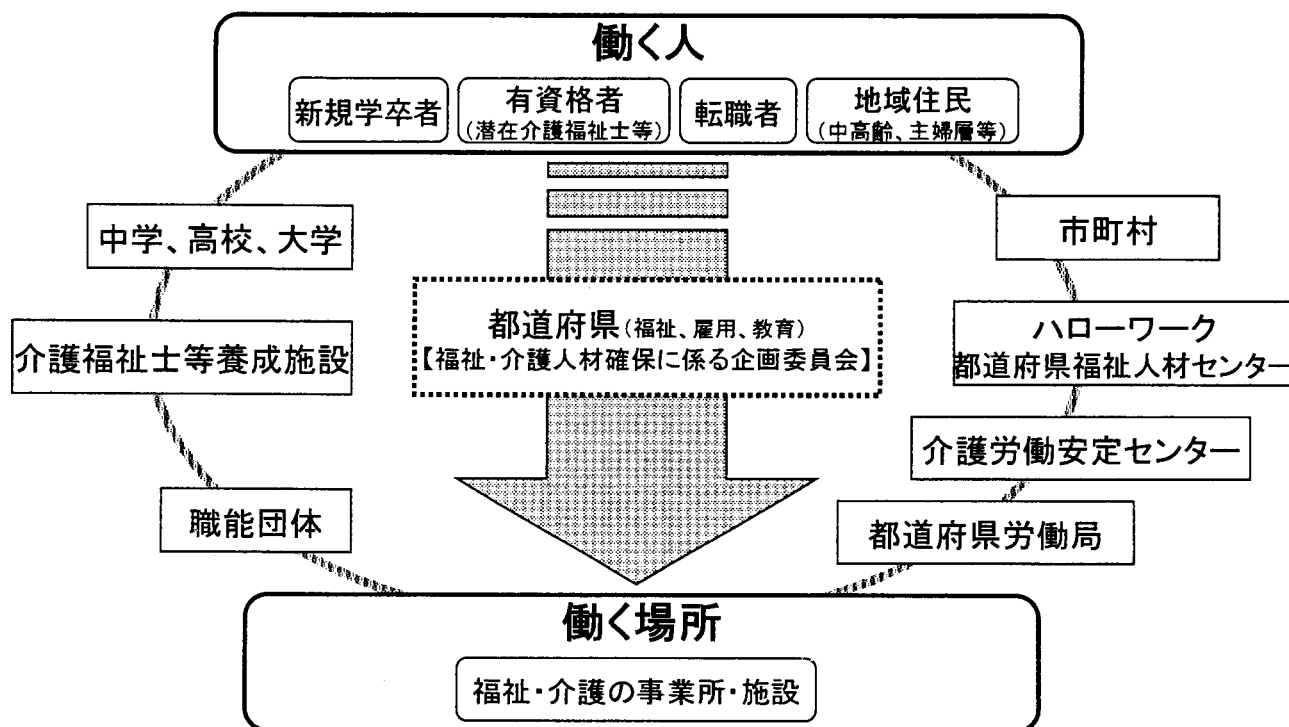 働く人
新規学卒者
有資格者
(潜在介護福祉士等)
転職者
地域住民
(中高齢、主婦層等)
中学、高校、大学
介護福祉士等養成施設
職能団体
都道府県(福祉、雇用、教育)
【福祉・介護人材確保に係る企画委員会】
市町村
ハローワーク
都道府県福祉人材センター
介護労働安定センター
都道府県労働局
働く場所
福祉・介護の事業所・施設